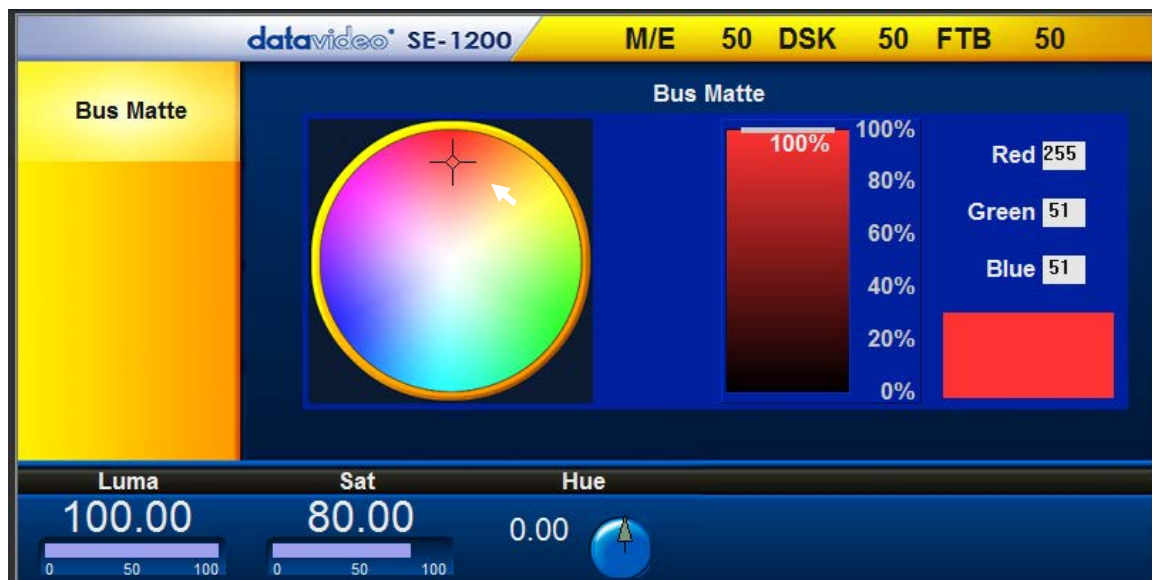 datavideo SE-1200 M/E 50 DSK 50 FTB 50
Bus Matte
Bus Matte
100%
100%
80%
60%
40%
20%
0%
Red 255
Green 51
Blue 51
Luma Sat Hue
100.00 80.00 0.00
0 50 100 0 50 100